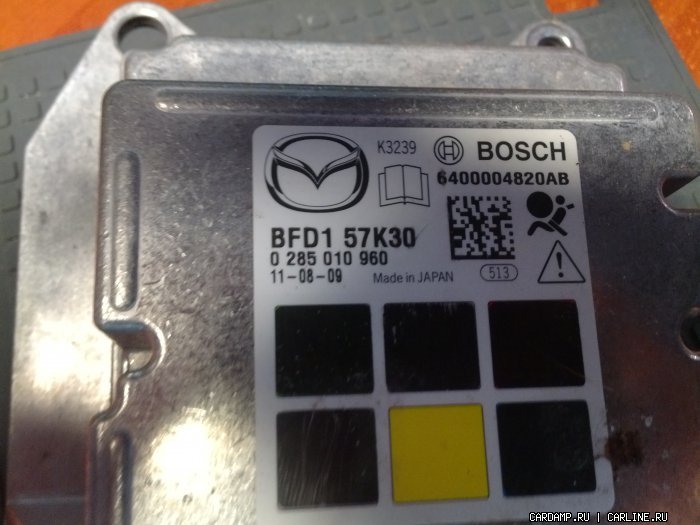 K3239 BOSCH
6400004820AB
BFD1 57K30
0 285 010 960
11-08-09 Made in JAPAN 513
CARDAMP.RU | CARLINE.RU